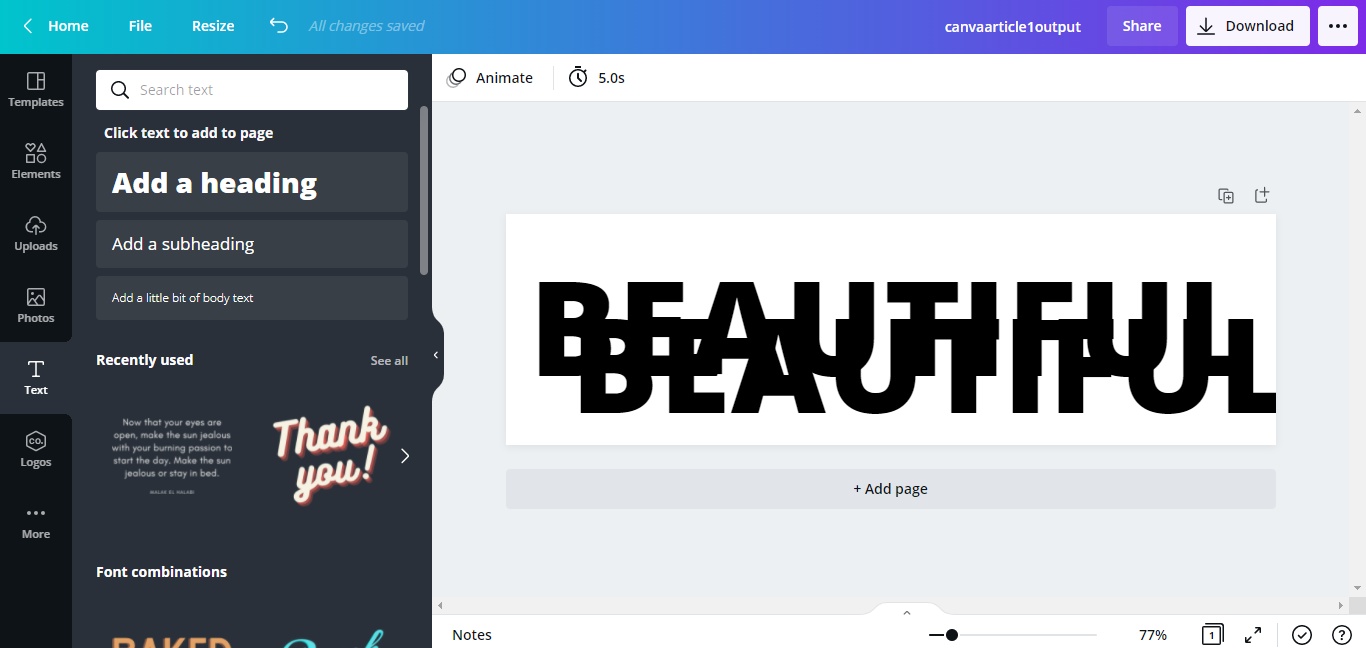 Home File Resize All changes saved canvaarticle1output Share Download
Animate 5.0s
Templates
Elements
Uploads
Photos
Text
CO.
Logos
More
Search text
Click text to add to page
Add a heading
Add a subheading
Add a little bit of body text
Recently used See all
Now that your eyes are
open, make the sun jealous
with your burning passion to
start the day. Make the sun
jealous or stay in bed.
MALAK EL HALABI
Thank
you!
Font combinations
BAKED
BEAUTIFUL
BEAUTIFUL
+ Add page
Notes 77% 1